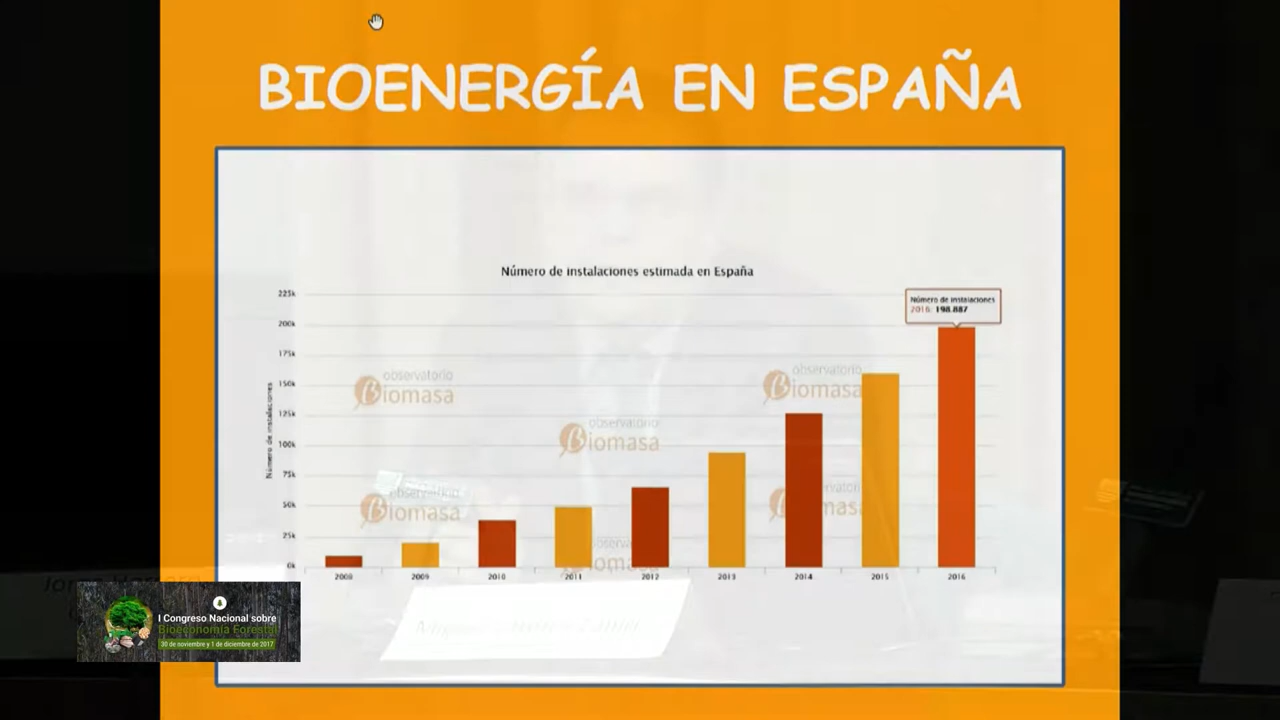 BIOENERGÍA EN ESPAÑA
Número de instalaciones estimada en España
Número de instalaciones
2016: 198.887
225k
200k
175k
150k
125k
100k
75k
50k
25k
0k
Número de instalaciones
observatorio
Biomasa
observatorio
Biomasa
observatorio
Biomasa
observatorio
Biomasa
2008
2009
2010
2011
2012
2013
2014
2015
2016
I Congreso Nacional sobre
Bioeconomía Forestal
30 de noviembre y 1 de diciembre de 2017